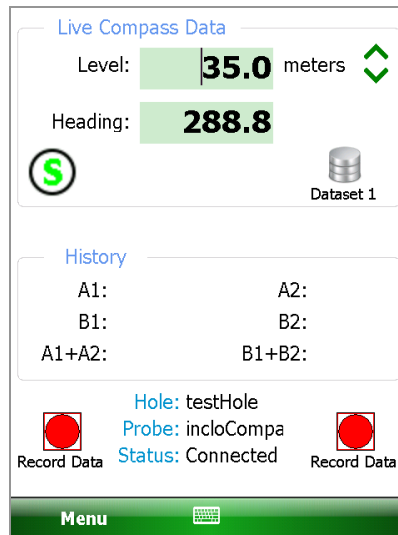 Live Compass Data
Level: 35.0 meters
Heading: 288.8
S
Dataset 1
History
A1: A2:
B1: B2:
A1+A2: B1+B2:
Hole: testHole
Probe: incloCompa
Status: Connected
Record Data Record Data
Menu